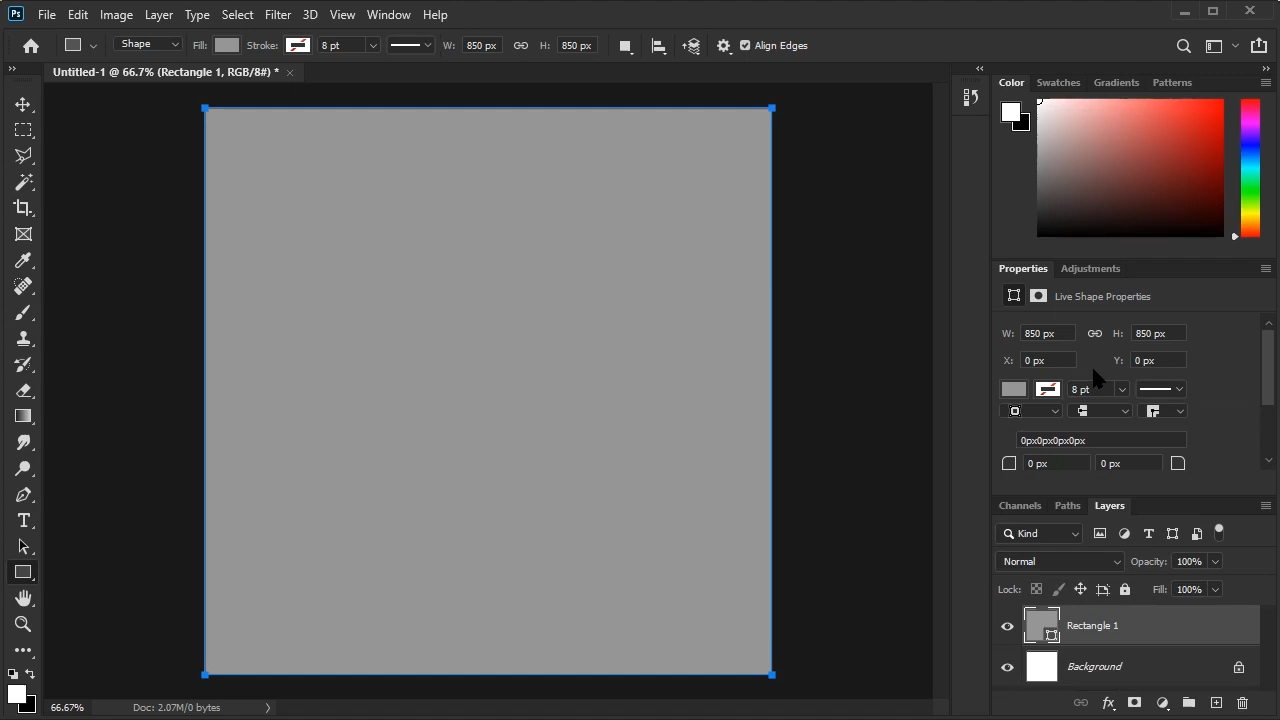 Ps File Edit Image Layer Type Select Filter 3D View Window Help
Shape Fill: Stroke: 8 pt W: 850 px H: 850 px Align Edges
Untitled-1 @ 66.7% (Rectangle 1, RGB/8#) *
Color Swatches Gradients Patterns
Properties Adjustments
Live Shape Properties
W: 850 px H: 850 px
X: 0 px Y: 0 px
8 pt
0px0px0px0px
0 px 0 px
Channels Paths Layers
Kind
Normal Opacity: 100%
Lock: Fill: 100%
Rectangle 1
Background
66.67% Doc: 2.07M/0 bytes